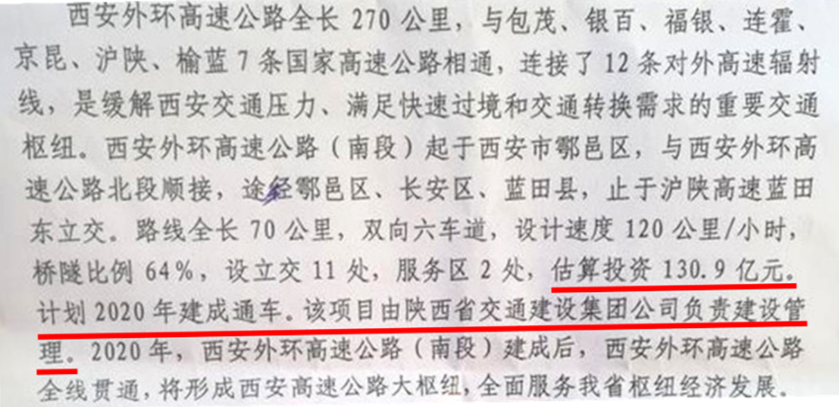 西安外环高速公路全长 270 公里，与包茂、银百、福银、连霍、
京昆、沪陕、榆蓝 7 条国家高速公路相通，连接了 12 条对外高速辐射
线，是缓解西安交通压力、满足快速过境和交通转换需求的重要交通
枢纽。西安外环高速公路（南段）起于西安市鄠邑区，与西安外环高
速公路北段顺接，途经鄠邑区、长安区、蓝田县，止于沪陕高速蓝田
东立交。路线全长 70 公里，双向六车道，设计速度 120 公里/小时，
桥隧比例 64%，设立交 11 处，服务区 2 处，估算投资 130.9 亿元。
计划 2020 年建成通车。该项目由陕西省交通建设集团公司负责建设管
理。2020 年，西安外环高速公路（南段）建成后，西安外环高速公路
全线贯通，将形成西安高速公路大枢纽，全面服务我省枢纽经济发展。